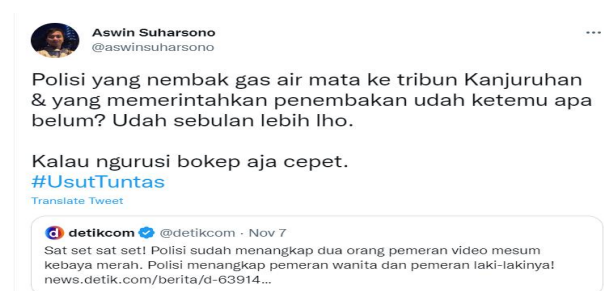 Aswin Suharsono
@aswinsuharsono
Polisi yang nembak gas air mata ke tribun Kanjuruhan
& yang memerintahkan penembakan udah ketemu apa
belum? Udah sebulan lebih lho.
Kalau ngurusi bokep aja cepet.
#UsutTuntas
Translate Tweet
detikcom @detikcom · Nov 7
Sat set sat set! Polisi sudah menangkap dua orang pemeran video mesum
kebaya merah. Polisi menangkap pemeran wanita dan pemeran laki-lakinya!
news.detik.com/berita/d-63914...